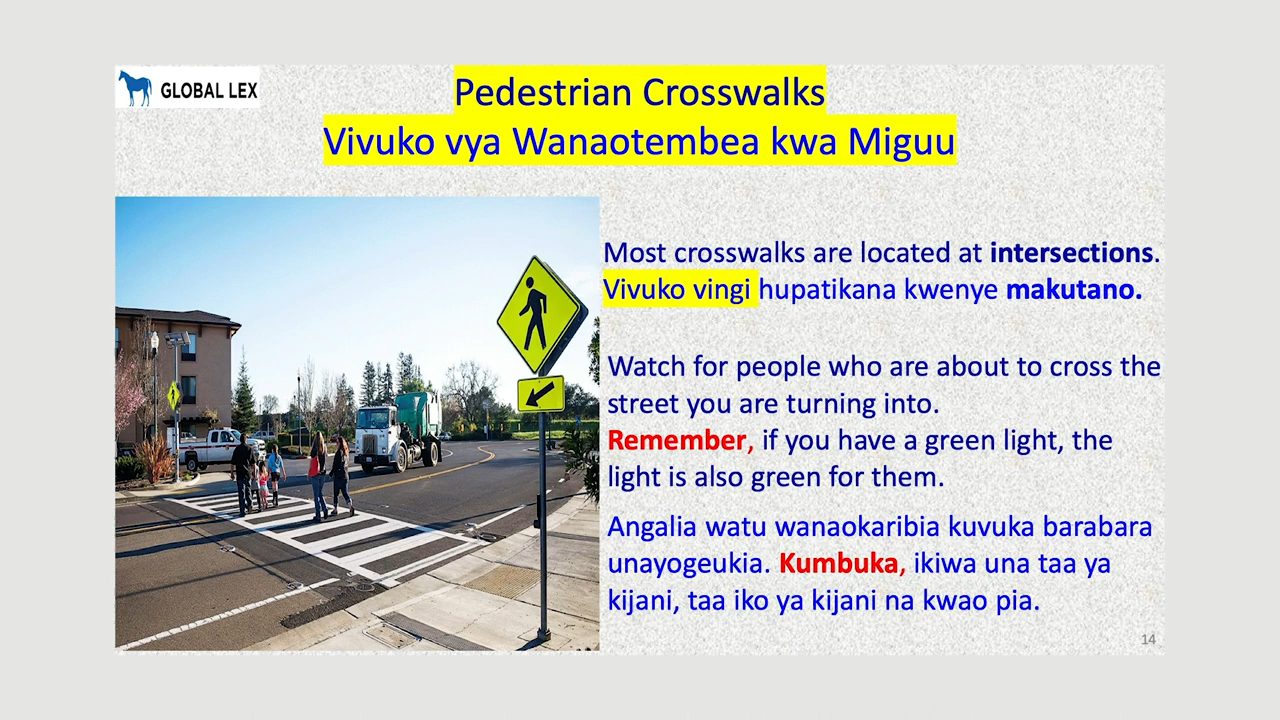 GLOBAL LEX
Pedestrian Crosswalks
Vivuko vya Wanaotembea kwa Miguu
Most crosswalks are located at intersections.
Vivuko vingi hupatikana kwenye makutano.
Watch for people who are about to cross the
street you are turning into.
Remember, if you have a green light, the
light is also green for them.
Angalia watu wanaokaribia kuvuka barabara
unayogeukia. Kumbuka, ikiwa una taa ya
kijani, taa iko ya kijani na kwao pia.
14